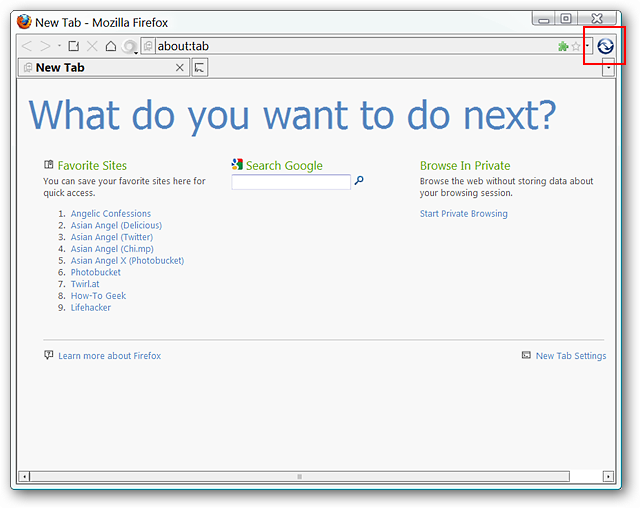 New Tab - Mozilla Firefox
about:tab
New Tab
What do you want to do next?
Favorite Sites
You can save your favorite sites here for
quick access.
1. Angelic Confessions
2. Asian Angel (Delicious)
3. Asian Angel (Twitter)
4. Asian Angel (Chi.mp)
5. Asian Angel X (Photobucket)
6. Photobucket
7. Twirl.at
8. How-To Geek
9. Lifehacker
Search Google
Browse In Private
Browse the web without storing data about
your browsing session.
Start Private Browsing
Learn more about Firefox
New Tab Settings